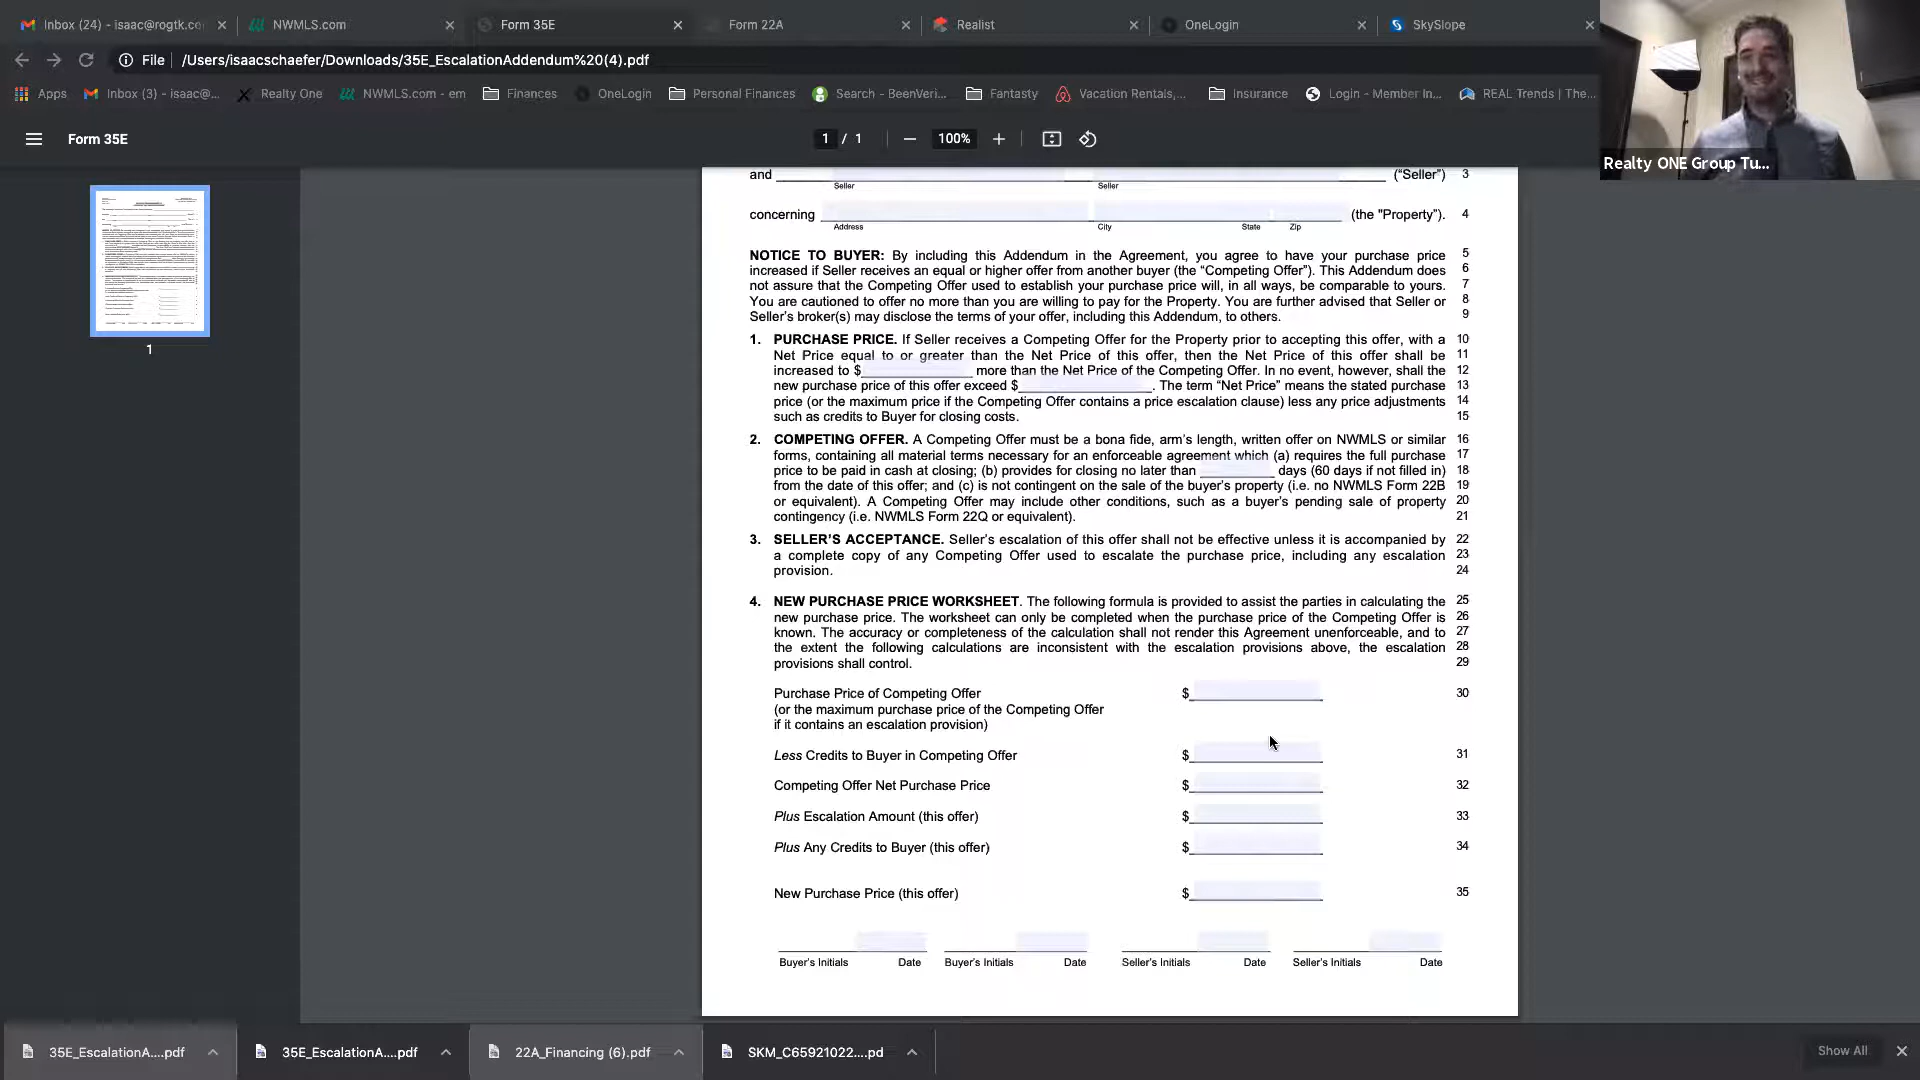 Inbox (24) - isaac@rogtk.co
NWMLS.com
Form 35E
Form 22A
Realist
OneLogin
SkySlope
File
/Users/isaacschaefer/Downloads/35E_EscalationAddendum%20(4).pdf
Apps
Inbox (3) - isaac@...
Realty One
NWMLS.com - em
Finances
OneLogin
Personal Finances
Search - BeenVeri...
Fantasty
Vacation Rentals,...
Insurance
Login - Member In...
REAL Trends | The...
Form 35E
1 / 1
100%
Realty ONE Group Tu...
1
and ("Seller") 3
Seller Seller
concerning (the "Property"). 4
Address City State Zip
NOTICE TO BUYER: By including this Addendum in the Agreement, you agree to have your purchase price 5
increased if Seller receives an equal or higher offer from another buyer (the “Competing Offer”). This Addendum does 6
not assure that the Competing Offer used to establish your purchase price will, in all ways, be comparable to yours. 7
You are cautioned to offer no more than you are willing to pay for the Property. You are further advised that Seller or 8
Seller’s broker(s) may disclose the terms of your offer, including this Addendum, to others. 9
1. PURCHASE PRICE. If Seller receives a Competing Offer for the Property prior to accepting this offer, with a 10
Net Price equal to or greater than the Net Price of this offer, then the Net Price of this offer shall be 11
increased to $ more than the Net Price of the Competing Offer. In no event, however, shall the 12
new purchase price of this offer exceed $ . The term “Net Price” means the stated purchase 13
price (or the maximum price if the Competing Offer contains a price escalation clause) less any price adjustments 14
such as credits to Buyer for closing costs. 15
2. COMPETING OFFER. A Competing Offer must be a bona fide, arm’s length, written offer on NWMLS or similar 16
forms, containing all material terms necessary for an enforceable agreement which (a) requires the full purchase 17
price to be paid in cash at closing; (b) provides for closing no later than days (60 days if not filled in) 18
from the date of this offer; and (c) is not contingent on the sale of the buyer’s property (i.e. no NWMLS Form 22B 19
or equivalent). A Competing Offer may include other conditions, such as a buyer’s pending sale of property 20
contingency (i.e. NWMLS Form 22Q or equivalent). 21
3. SELLER’S ACCEPTANCE. Seller’s escalation of this offer shall not be effective unless it is accompanied by 22
a complete copy of any Competing Offer used to escalate the purchase price, including any escalation 23
provision. 24
4. NEW PURCHASE PRICE WORKSHEET. The following formula is provided to assist the parties in calculating the 25
new purchase price. The worksheet can only be completed when the purchase price of the Competing Offer is 26
known. The accuracy or completeness of the calculation shall not render this Agreement unenforceable, and to 27
the extent the following calculations are inconsistent with the escalation provisions above, the escalation 28
provisions shall control. 29
Purchase Price of Competing Offer $ 30
(or the maximum purchase price of the Competing Offer
if it contains an escalation provision)
Less Credits to Buyer in Competing Offer $ 31
Competing Offer Net Purchase Price $ 32
Plus Escalation Amount (this offer) $ 33
Plus Any Credits to Buyer (this offer) $ 34
New Purchase Price (this offer) $ 35
Buyer’s Initials Date Buyer’s Initials Date Seller’s Initials Date Seller’s Initials Date
35E_EscalationA....pdf
35E_EscalationA....pdf
22A_Financing (6).pdf
SKM_C65921022....pd
Show All